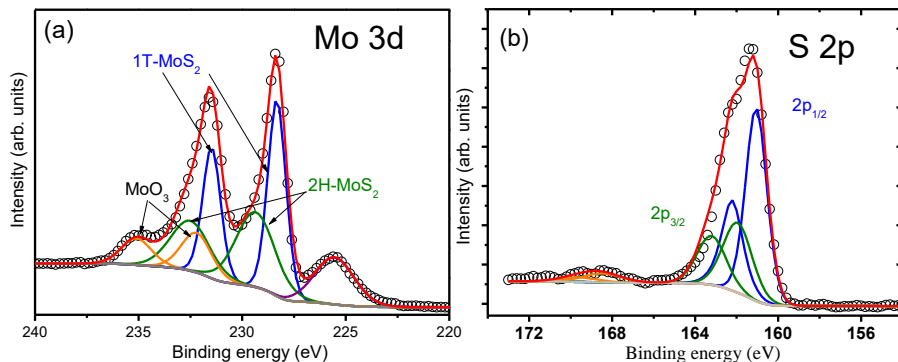 (a)
Mo 3d
1T-MoS₂
MoO₃
2H-MoS₂
Intensity (arb. units)
240 235 230 225 220
Binding energy (eV)
(b)
S 2p
2p₁/₂
2p₃/₂
Intensity (arb. units)
172 168 164 160 156
Binding energy (eV)